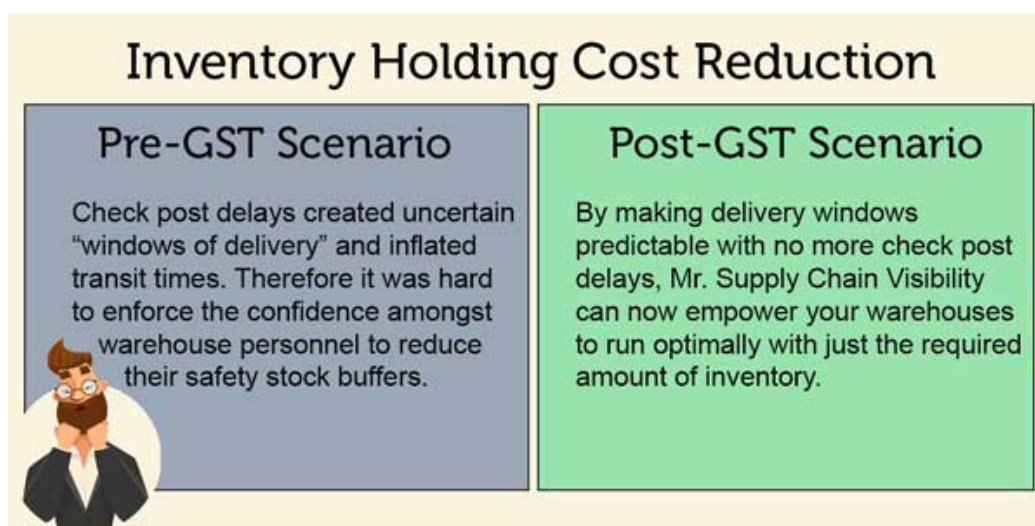 Inventory Holding Cost Reduction
Pre-GST Scenario
Check post delays created uncertain
“windows of delivery” and inflated
transit times. Therefore it was hard
to enforce the confidence amongst
warehouse personnel to reduce
their safety stock buffers.
Post-GST Scenario
By making delivery windows
predictable with no more check post
delays, Mr. Supply Chain Visibility
can now empower your warehouses
to run optimally with just the required
amount of inventory.